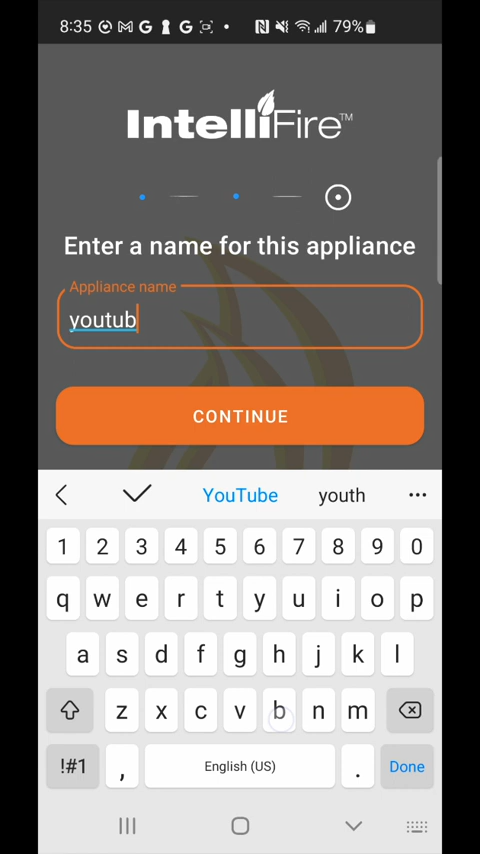 8:35 79%
IntelliFire™
Enter a name for this appliance
Appliance name
youtub
CONTINUE
YouTube youth
1 2 3 4 5 6 7 8 9 0
q w e r t y u i o p
a s d f g h j k l
z x c v b n m
!#1 , English (US) . Done